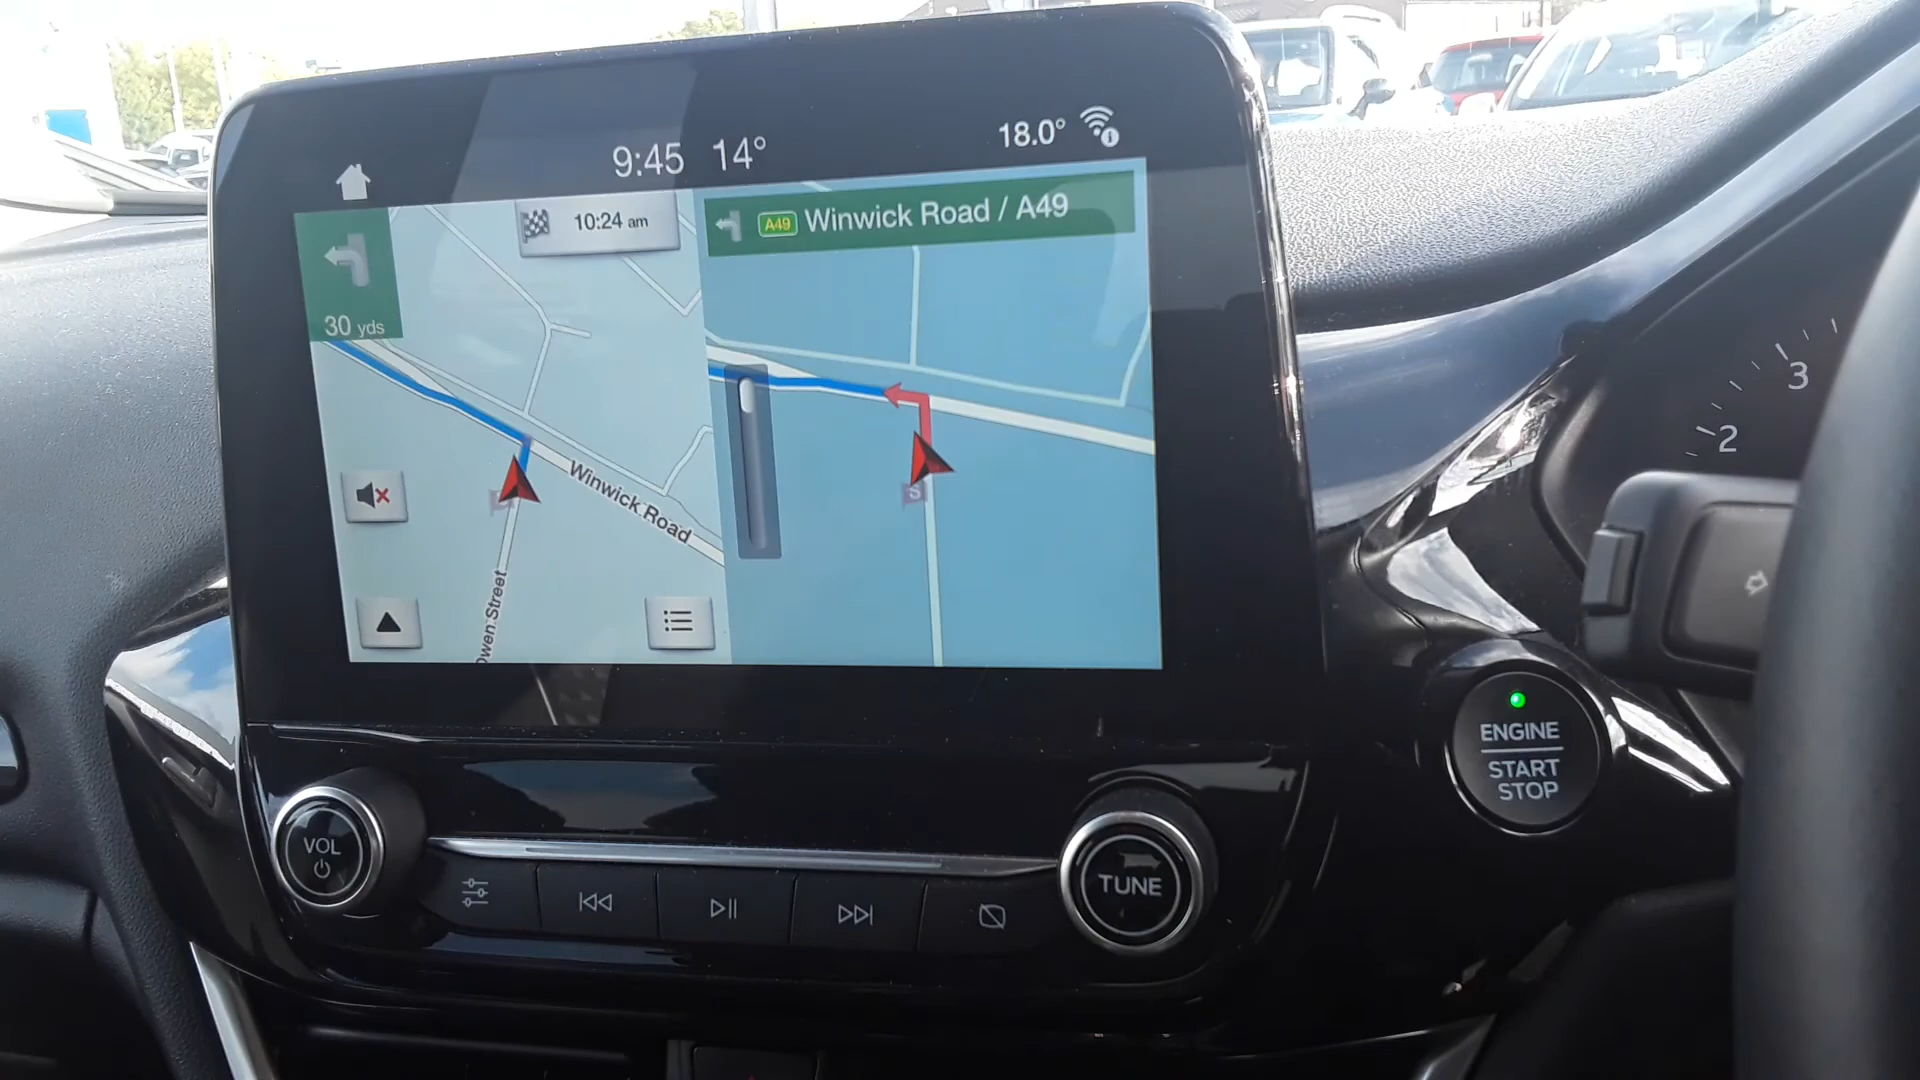 9:45 14°
18.0°
10:24 am
A49 Winwick Road / A49
30 yds
Winwick Road
Owen Street
3
2
ENGINE
START
STOP
VOL
TUNE